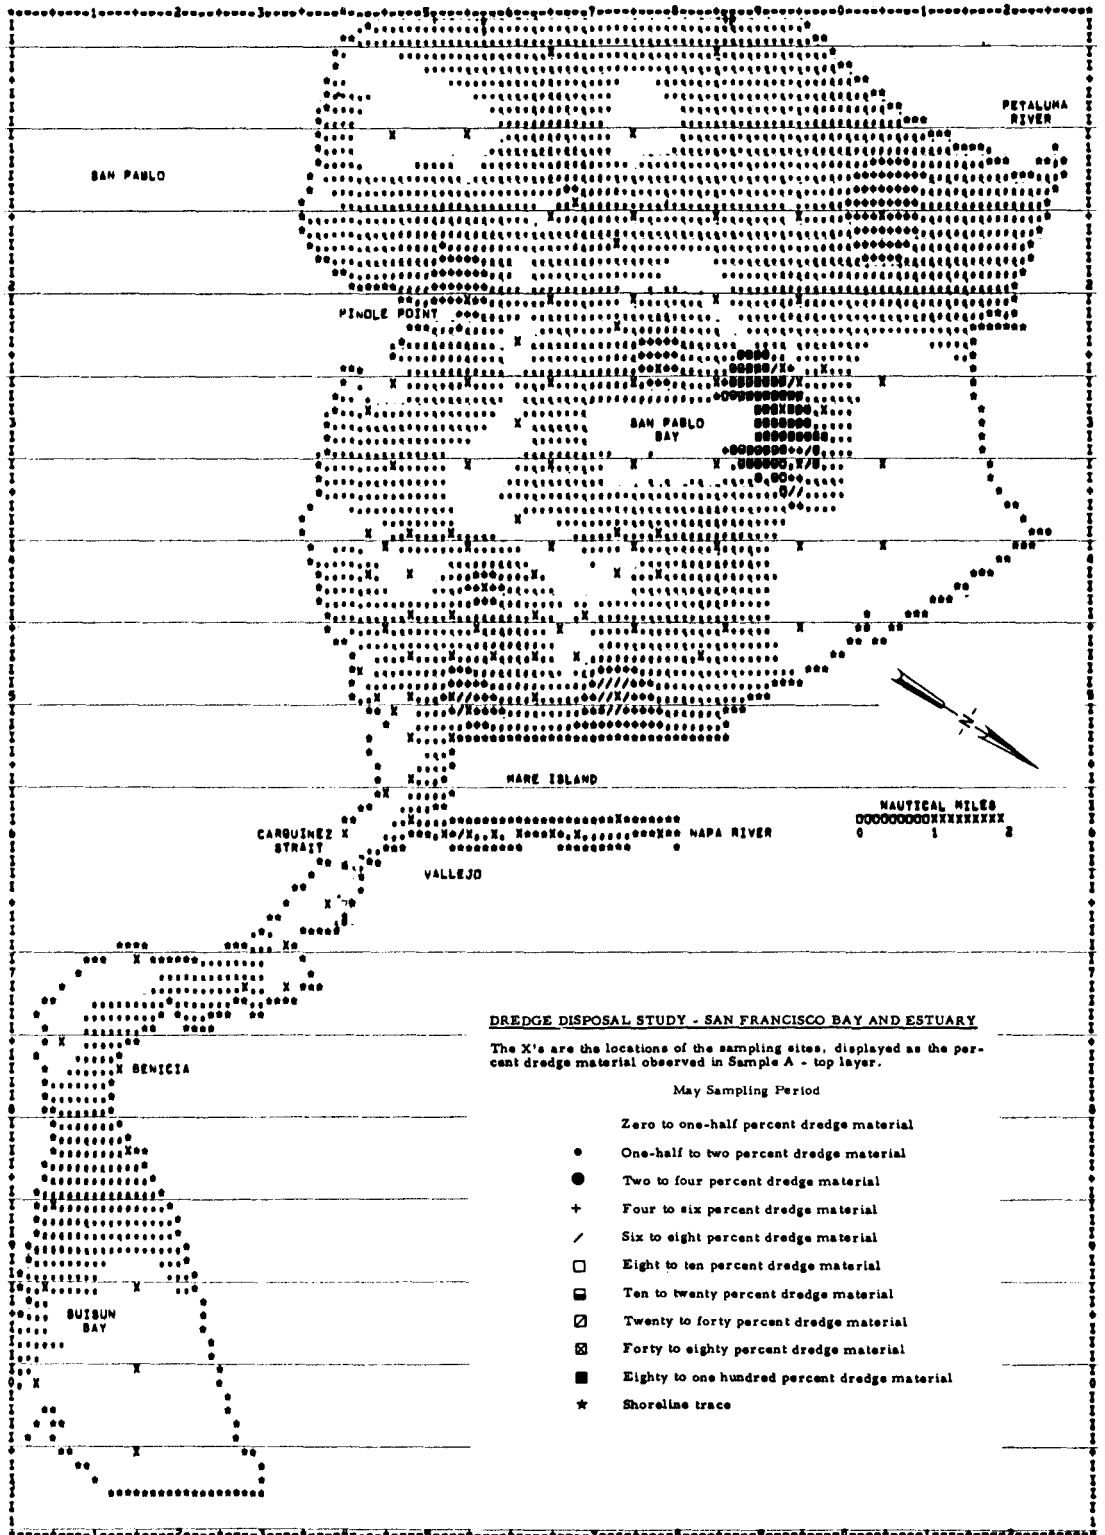 PETALUMA
RIVER
SAN PABLO
PINOLE POINT
SAN PABLO
BAY
MARE ISLAND
NAUTICAL MILES
0 1 2
CARQUINEZ
STRAIT
NAPA RIVER
VALLEJO
N
DREDGE DISPOSAL STUDY - SAN FRANCISCO BAY AND ESTUARY
The X's are the locations of the sampling sites, displayed as the per-
cent dredge material observed in Sample A - top layer.
BENICIA
May Sampling Period
Zero to one-half percent dredge material
One-half to two percent dredge material
Two to four percent dredge material
Four to six percent dredge material
Six to eight percent dredge material
Eight to ten percent dredge material
Ten to twenty percent dredge material
SUISUN
BAY
Twenty to forty percent dredge material
Forty to eighty percent dredge material
Eighty to one hundred percent dredge material
Shoreline trace